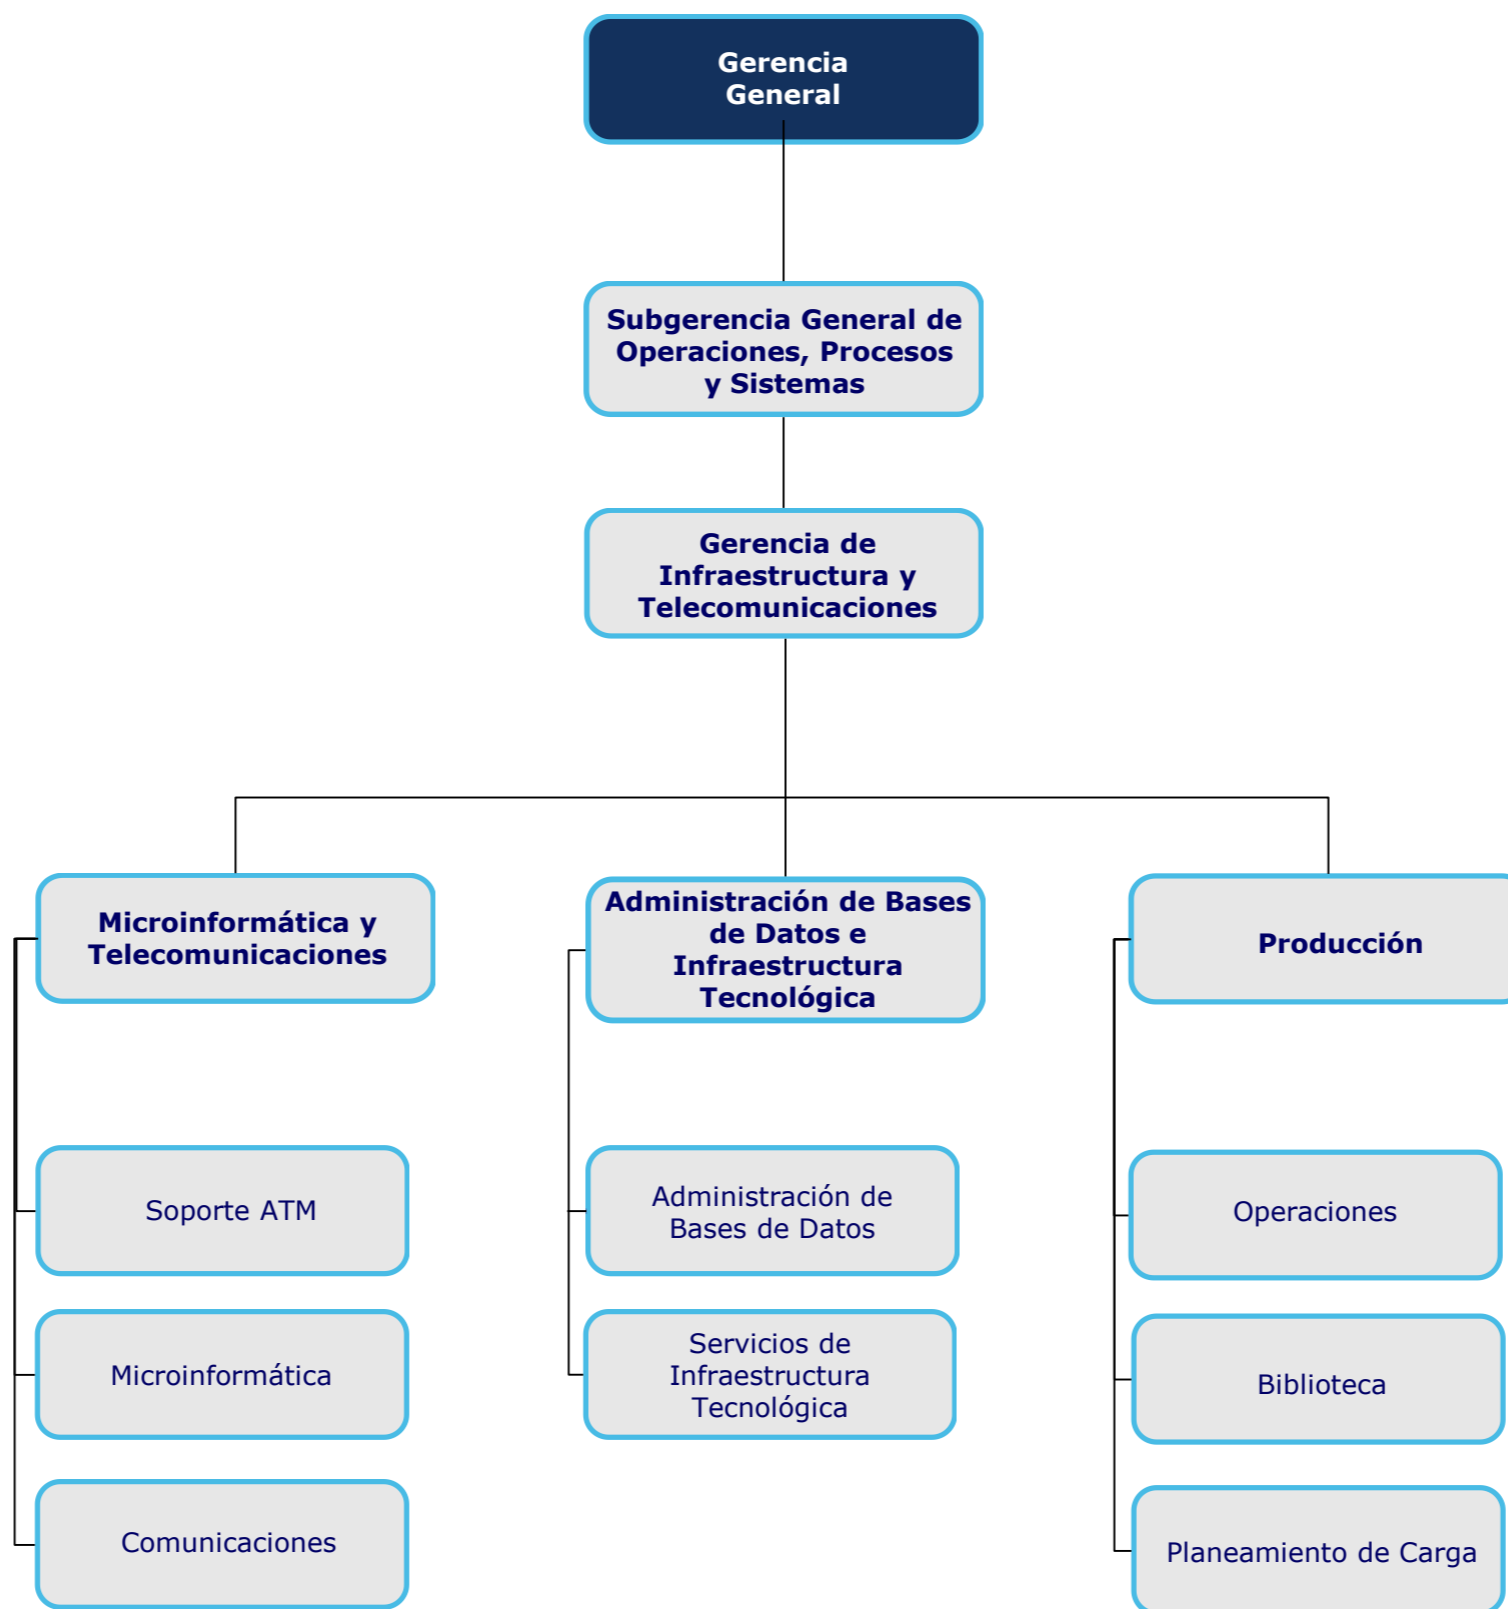 Gerencia
General
Subgerencia General de
Operaciones, Procesos
y Sistemas
Gerencia de
Infraestructura y
Telecomunicaciones
Microinformática y
Telecomunicaciones
Administración de Bases
de Datos e
Infraestructura
Tecnológica
Producción
Soporte ATM
Administración de
Bases de Datos
Operaciones
Microinformática
Servicios de
Infraestructura
Tecnológica
Biblioteca
Comunicaciones
Planeamiento de Carga